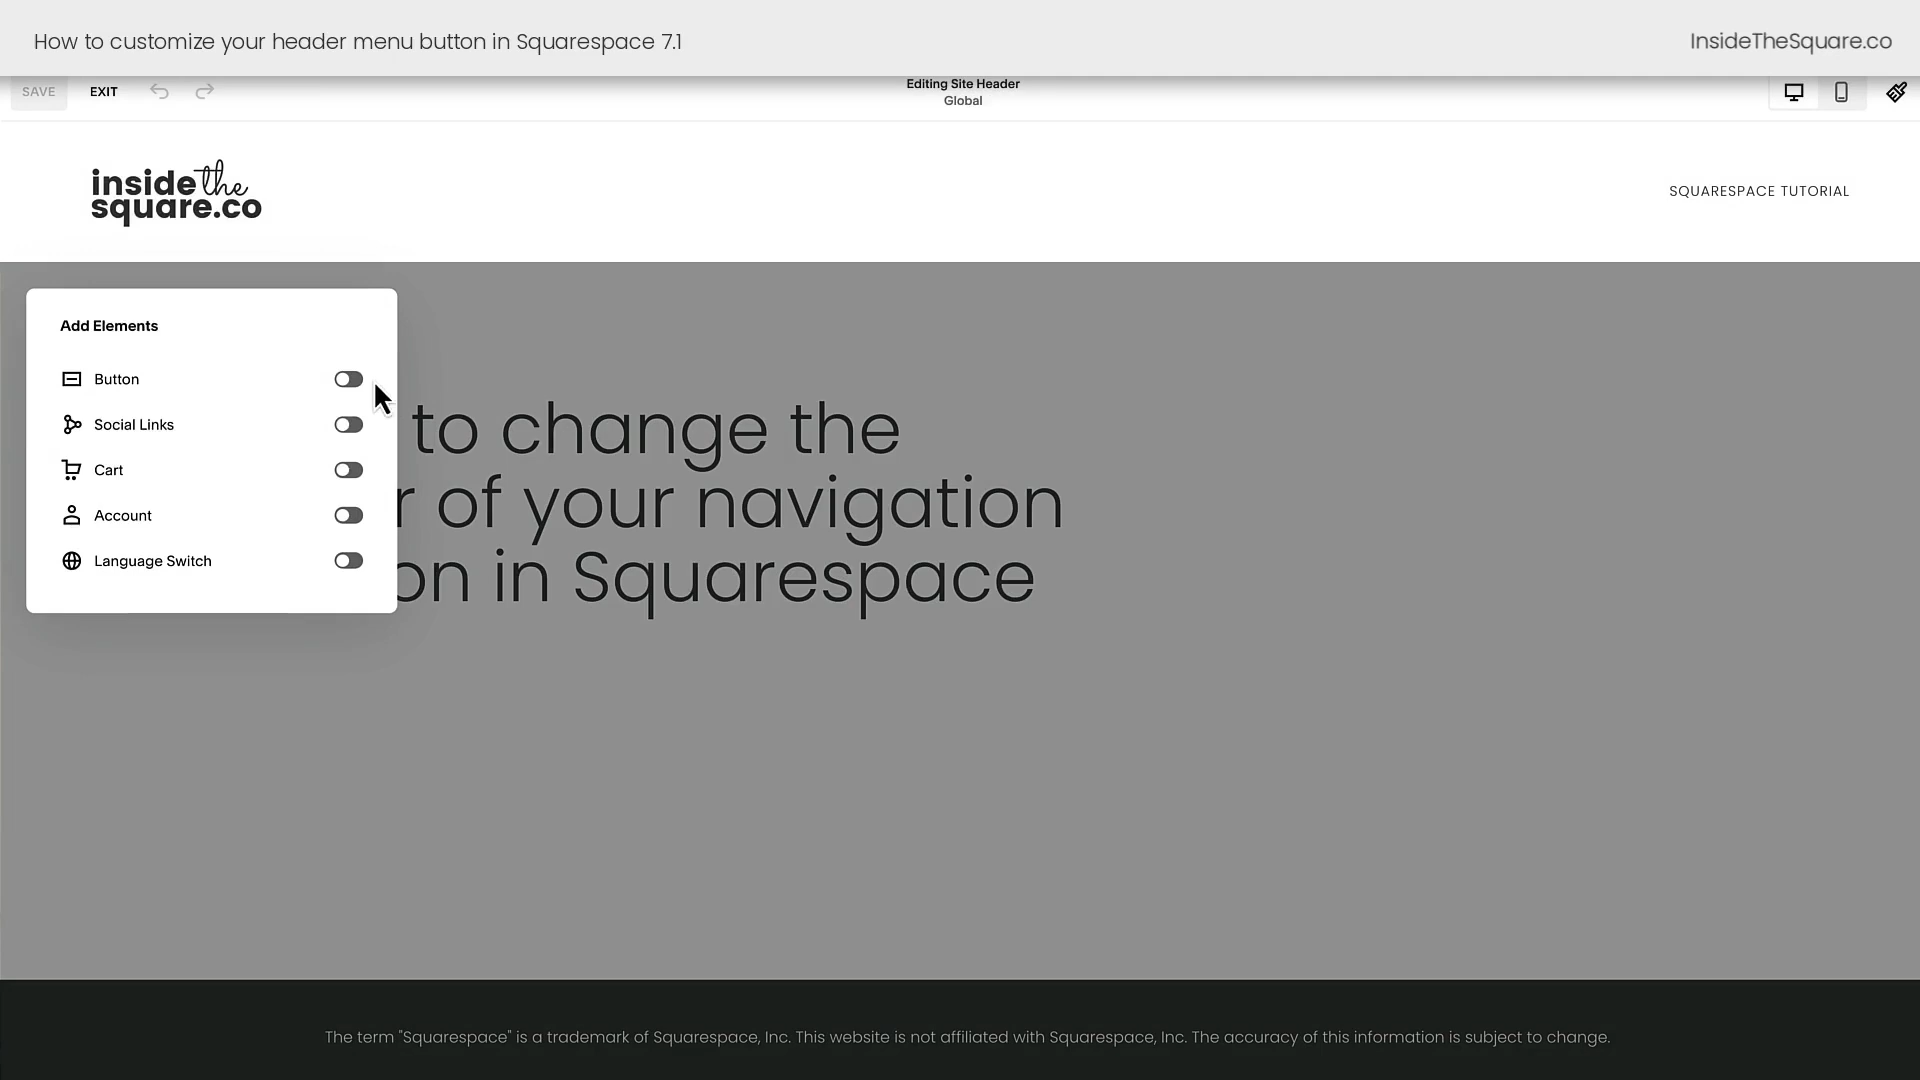 How to customize your header menu button in Squarespace 7.1
InsideTheSquare.co
SAVE
EXIT
Editing Site Header
Global
inside the
square.co
SQUARESPACE TUTORIAL
Add Elements
Button
Social Links
Cart
Account
Language Switch
to change the
r of your navigation
on in Squarespace
The term "Squarespace" is a trademark of Squarespace, Inc. This website is not affiliated with Squarespace, Inc. The accuracy of this information is subject to change.